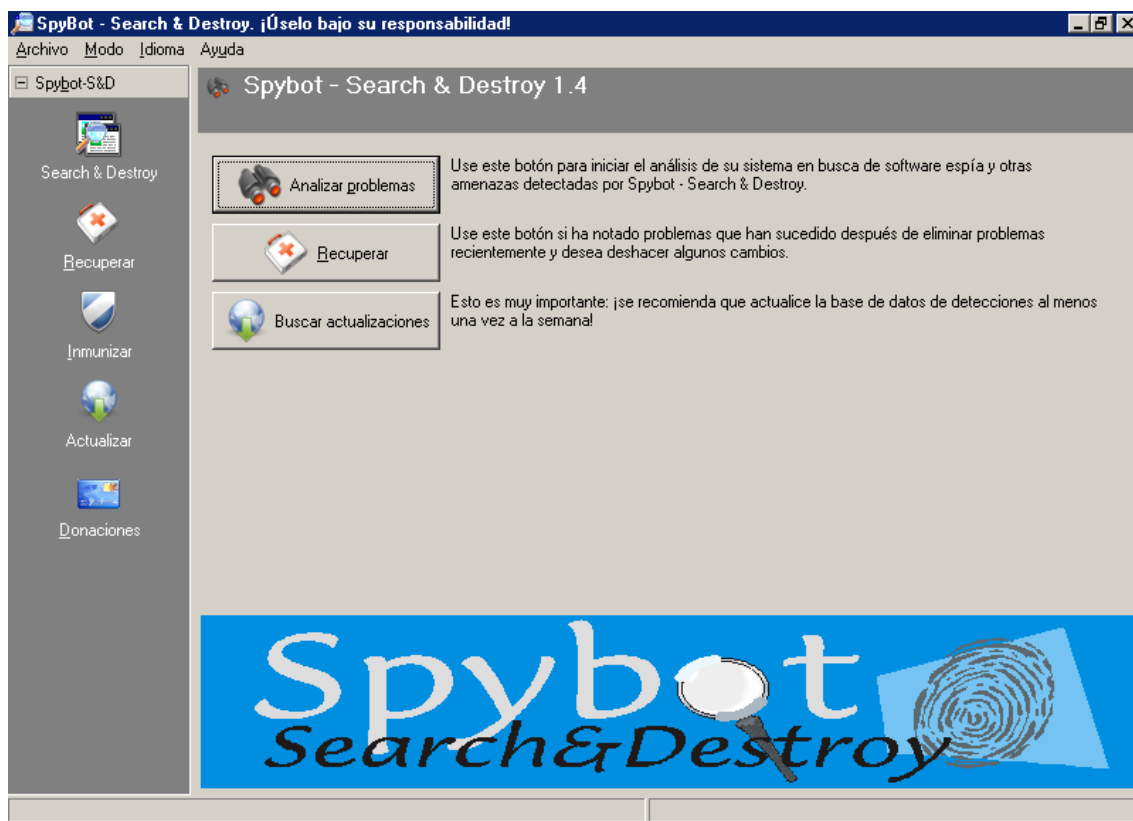 SpyBot - Search & Destroy. ¡Úselo bajo su responsabilidad!
Archivo Modo Idioma Ayuda
Spybot-S&D
Search & Destroy
Recuperar
Inmunizar
Actualizar
Donaciones
Spybot - Search & Destroy 1.4
Analizar problemas
Use este botón para iniciar el análisis de su sistema en busca de software espía y otras
amenazas detectadas por Spybot - Search & Destroy.
Recuperar
Use este botón si ha notado problemas que han sucedido después de eliminar problemas
recientemente y desea deshacer algunos cambios.
Buscar actualizaciones
Esto es muy importante: ¡se recomienda que actualice la base de datos de detecciones al menos
una vez a la semana!
Spybot
Search&Destroy